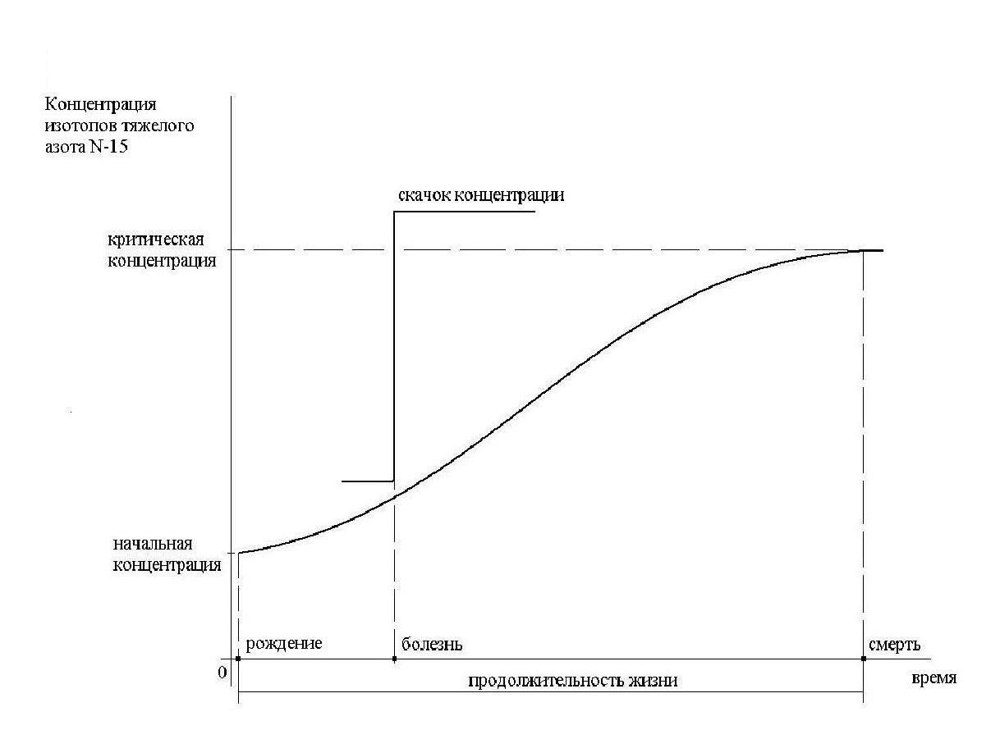 Концентрация
изотопов тяжелого
азота N-15
скачок концентрации
критическая
концентрация
начальная
концентрация
рождение
болезнь
смерть
0
продолжительность жизни
время